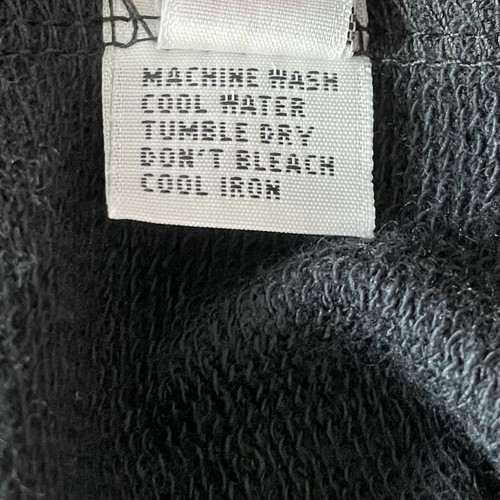 MACHINE WASH
COOL WATER
TUMBLE DRY
DON'T BLEACH
COOL IRON